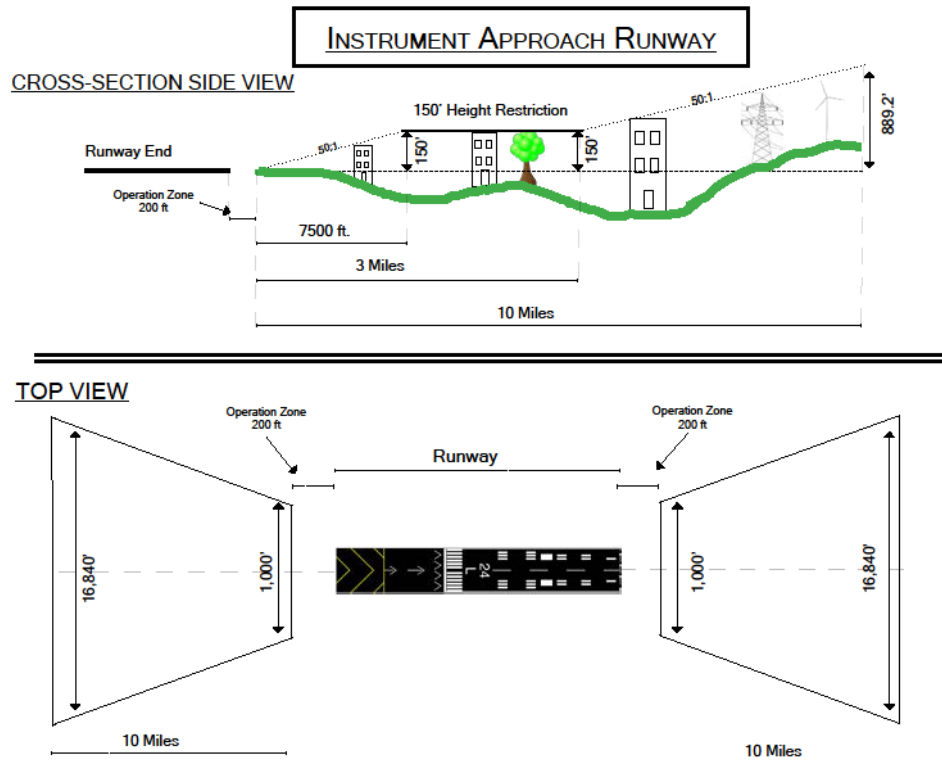 INSTRUMENT APPROACH RUNWAY
CROSS-SECTION SIDE VIEW
50:1
889.2'
150' Height Restriction
50:1
150'
150'
Runway End
Operation Zone
200 ft
7500 ft.
3 Miles
10 Miles
TOP VIEW
Operation Zone
200 ft
Operation Zone
200 ft
Runway
16,840'
1,000'
24
L
1,000'
16,840'
10 Miles
10 Miles